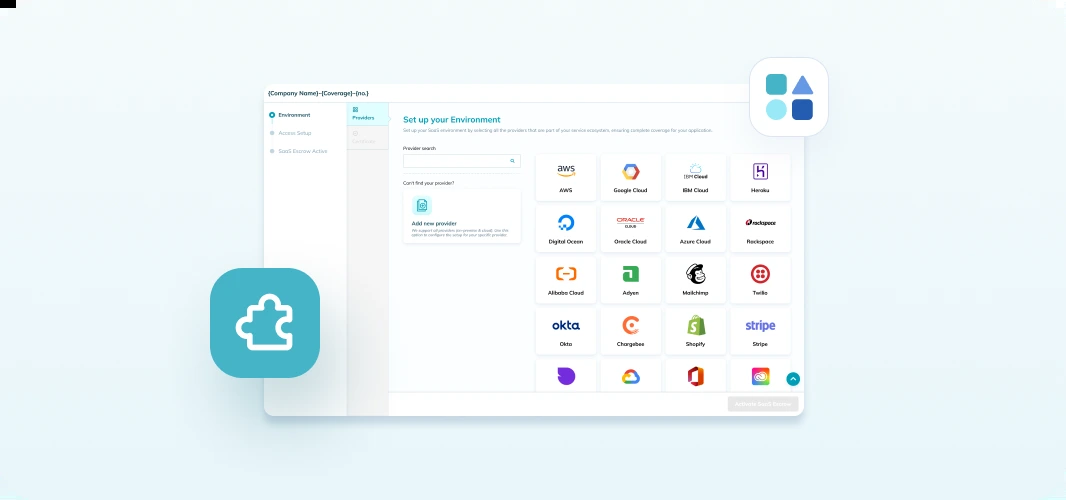 {Company Name}-{Coverage}-{no.}
Environment
Access Setup
SaaS Escrow Active
Providers
Set up your Environment
Set up your SaaS environment by selecting all the providers that are part of your service ecosystem, ensuring complete coverage for your application.
Provider search
Can't find your provider?
Add new provider
We support all providers (on-premise & cloud). Use this
option to configure the setup for your specific provider.
aws
AWS
Google Cloud
IBM Cloud
IBM Cloud
Heroku
Digital Ocean
ORACLE
CLOUD
Oracle Cloud
Azure Cloud
rackspace
Rackspace
Alibaba Cloud
Adyen
Mailchimp
Twilio
okta
Okta
Chargebee
Shopify
stripe
Stripe
Activate SaaS Escrow